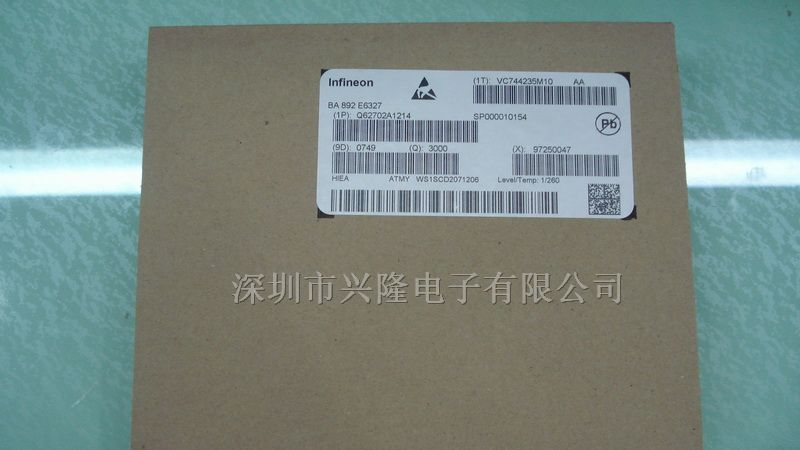 Infineon
(1T): VC744235M10 AA
BA 892 E6327
(1P): Q62702A1214 SP000010154
Pb
(9D): 0749 (Q): 3000 (X): 97250047
HIEA ATMY WS1SCD2071206 Level/Temp: 1/260
深圳市兴隆电子有限公司